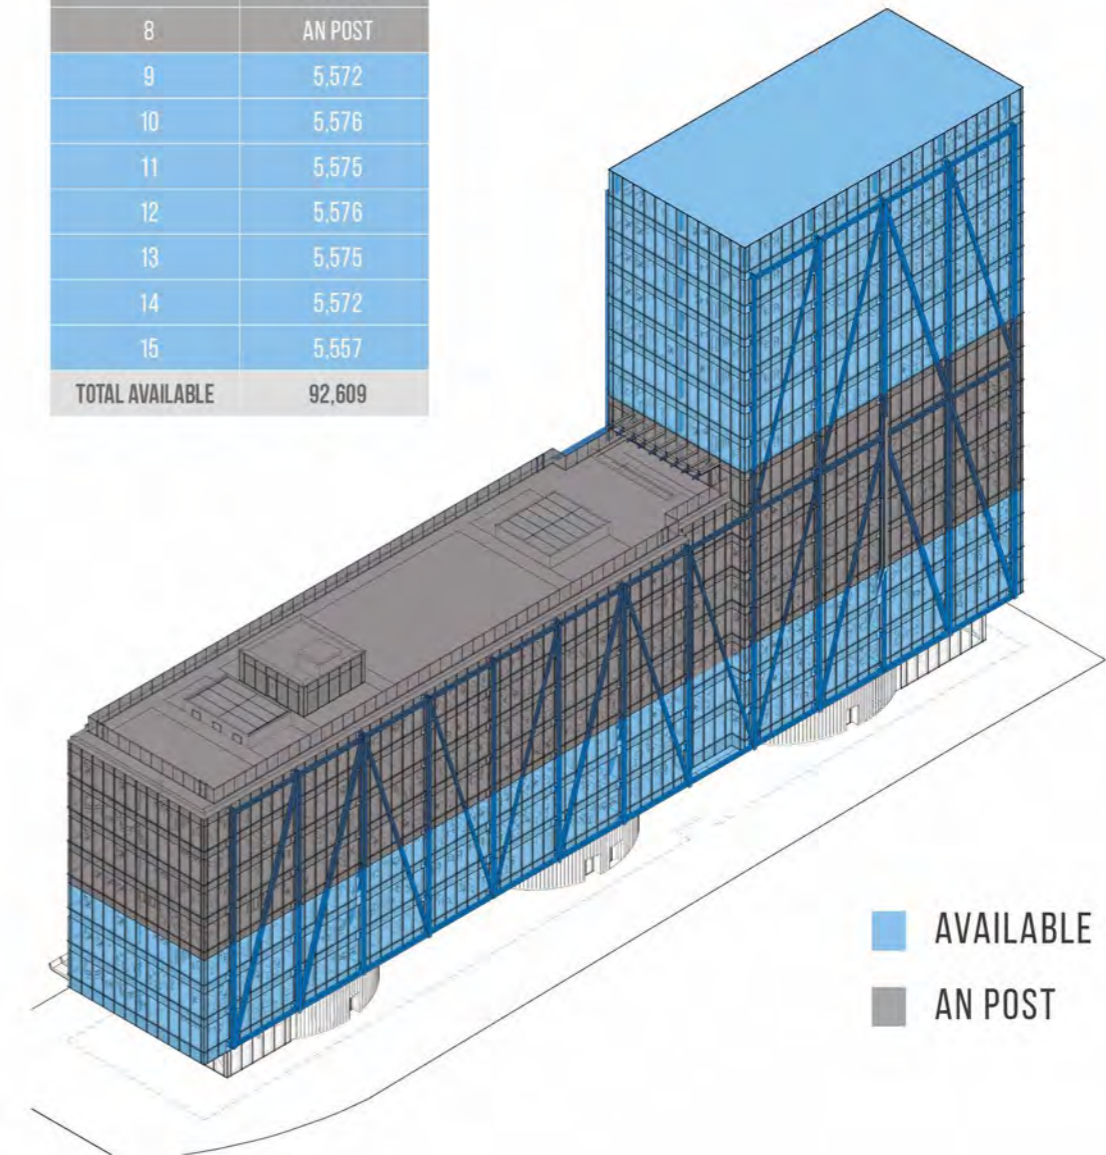 8 AN POST
9 5,572
10 5,576
11 5,575
12 5,576
13 5,575
14 5,572
15 5,557
TOTAL AVAILABLE 92,609
AVAILABLE
AN POST